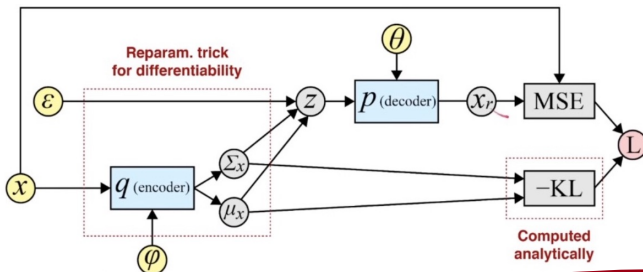 θ
Reparam. trick
for differentiability
ε
z
p (decoder)
x_r
MSE
L
Σ_x
x
q (encoder)
μ_x
−KL
φ
Computed
analytically